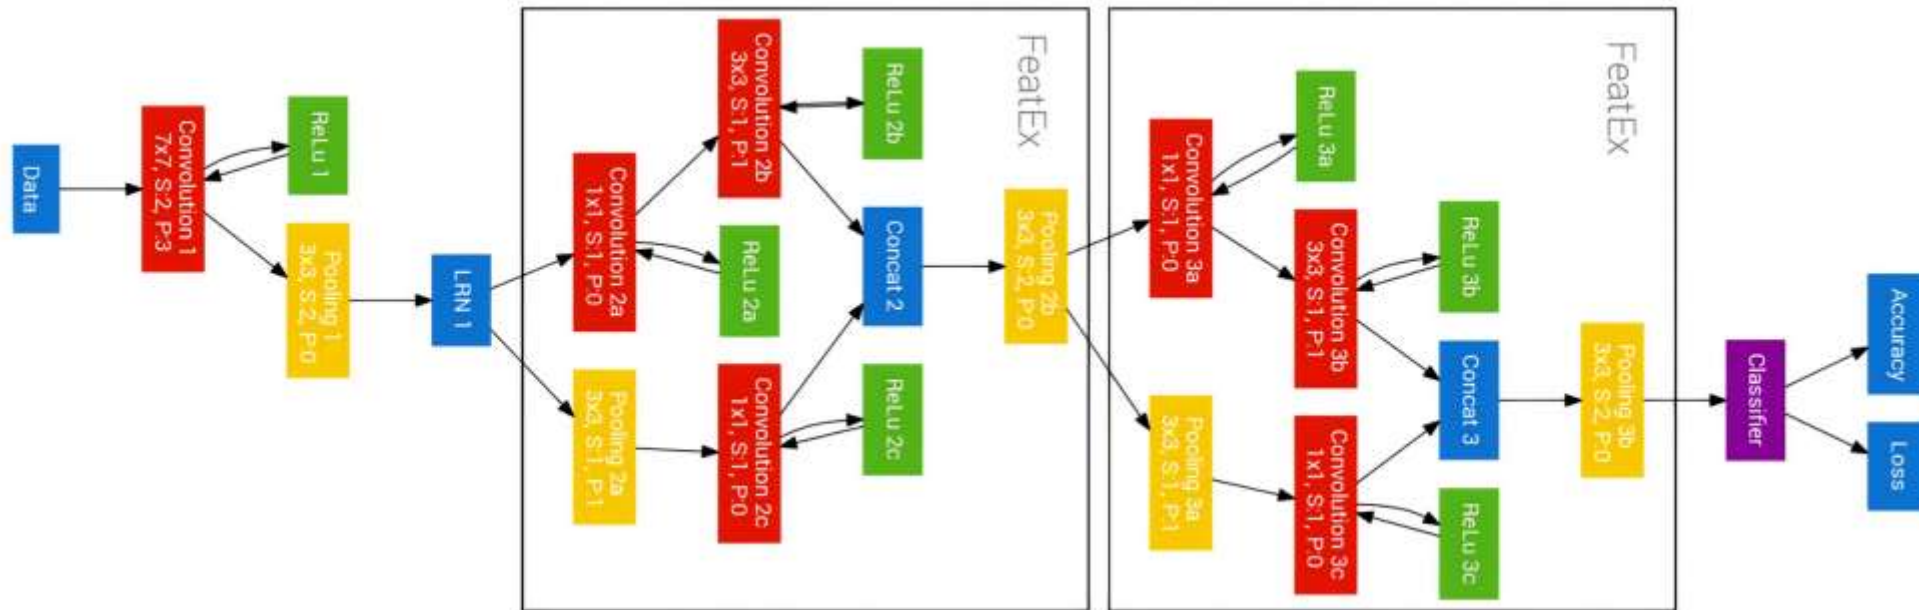 Data
Convolution 1
7x7, S:2, P:3
ReLu 1
Pooling 1
3x3, S:2, P:0
LRN 1
FeatEx
Convolution 2a
1x1, S:1, P:0
Pooling 2a
3x3, S:1, P:1
Convolution 2b
3x3, S:1, P:1
ReLu 2a
Convolution 2c
1x1, S:1, P:0
ReLu 2b
Concat 2
ReLu 2c
Pooling 2b
3x3, S:2, P:0
FeatEx
Convolution 3a
1x1, S:1, P:0
Pooling 3a
3x3, S:1, P:1
ReLu 3a
Convolution 3b
3x3, S:1, P:1
Convolution 3c
1x1, S:1, P:0
ReLu 3b
Concat 3
ReLu 3c
Pooling 3b
3x3, S:2, P:0
Classifier
Accuracy
Loss